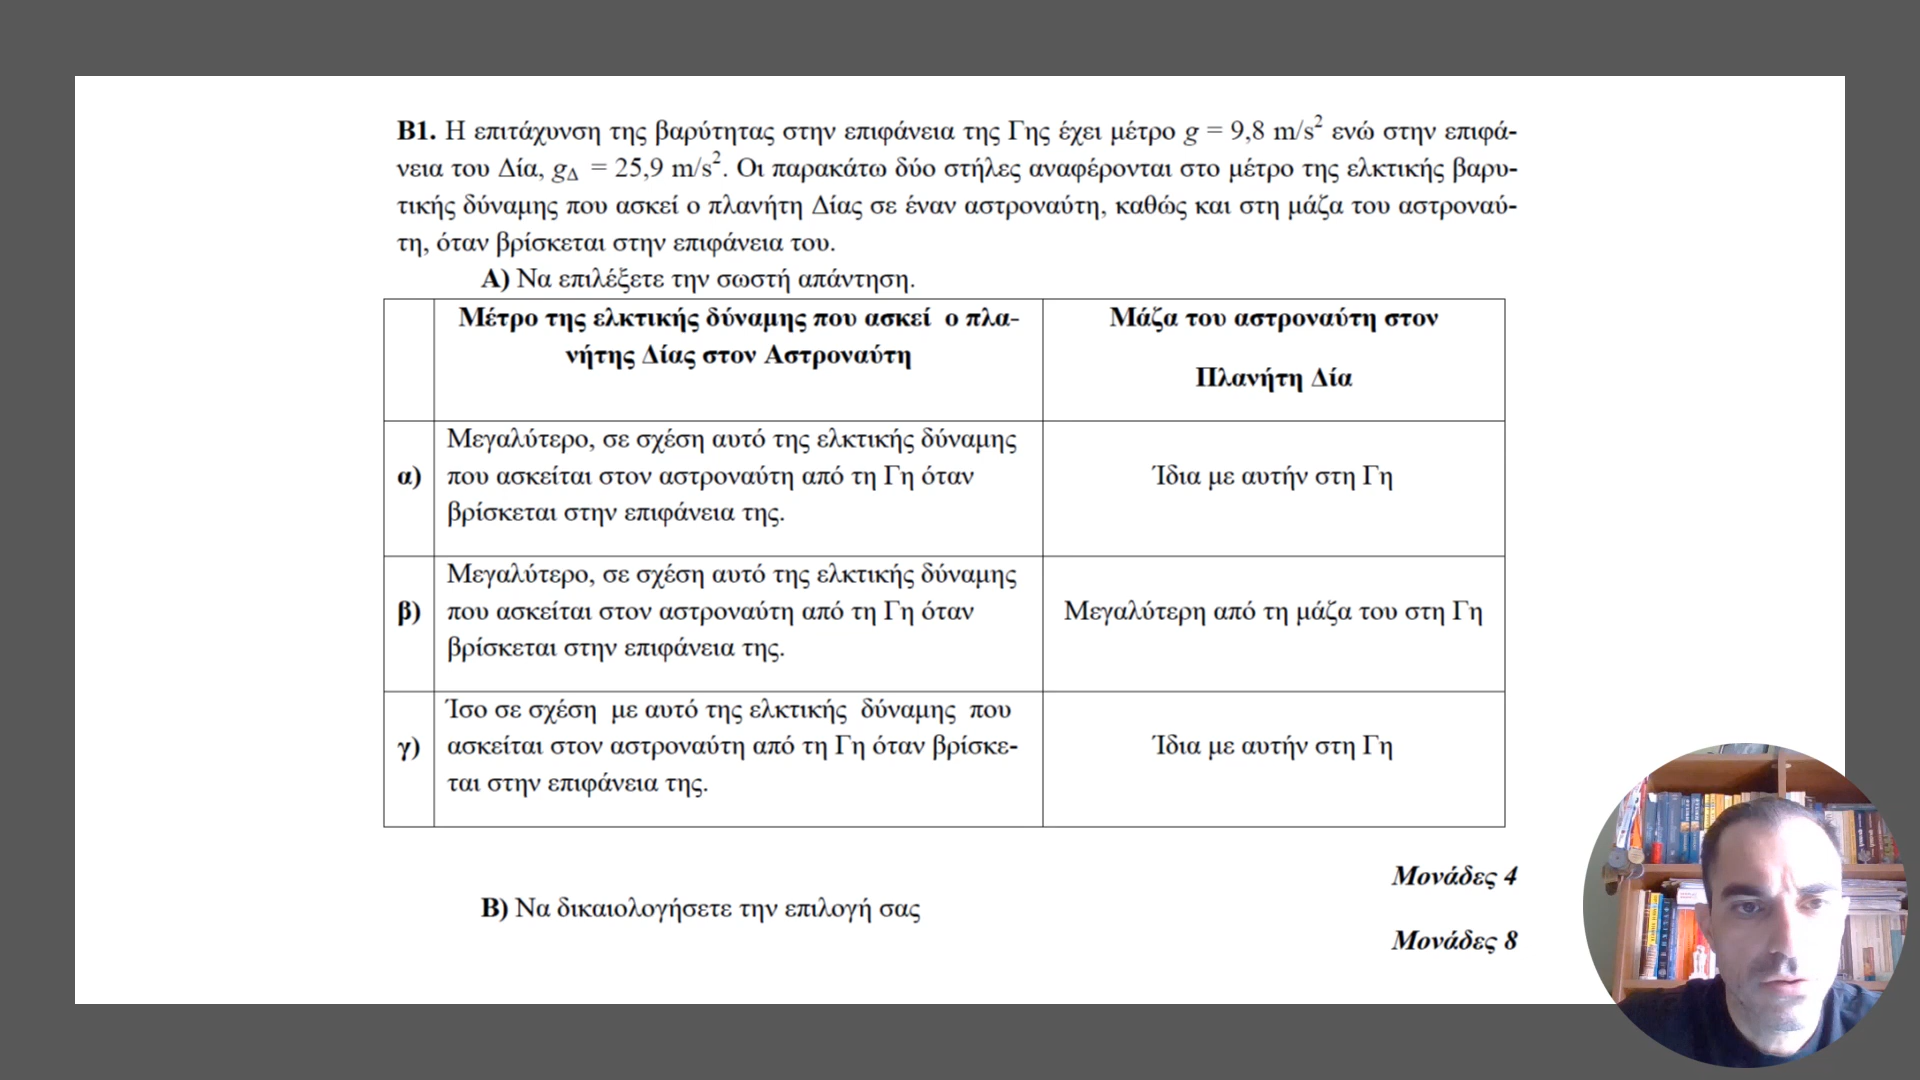 Β1. Η επιτάχυνση της βαρύτητας στην επιφάνεια της Γης έχει μέτρο g = 9,8 m/s² ενώ στην επιφά-
νεια του Δία, g_Δ = 25,9 m/s². Οι παρακάτω δύο στήλες αναφέρονται στο μέτρο της ελκτικής βαρυ-
τικής δύναμης που ασκεί ο πλανήτη Δίας σε έναν αστροναύτη, καθώς και στη μάζα του αστροναύ-
τη, όταν βρίσκεται στην επιφάνεια του.
Α) Να επιλέξετε την σωστή απάντηση.
Μέτρο της ελκτικής δύναμης που ασκεί ο πλα-
νήτης Δίας στον Αστροναύτη
Μάζα του αστροναύτη στον
Πλανήτη Δία
α)
Μεγαλύτερο, σε σχέση αυτό της ελκτικής δύναμης
που ασκείται στον αστροναύτη από τη Γη όταν
βρίσκεται στην επιφάνεια της.
Ίδια με αυτήν στη Γη
β)
Μεγαλύτερο, σε σχέση αυτό της ελκτικής δύναμης
που ασκείται στον αστροναύτη από τη Γη όταν
βρίσκεται στην επιφάνεια της.
Μεγαλύτερη από τη μάζα του στη Γη
γ)
Ίσο σε σχέση με αυτό της ελκτικής δύναμης που
ασκείται στον αστροναύτη από τη Γη όταν βρίσκε-
ται στην επιφάνεια της.
Ίδια με αυτήν στη Γη
Μονάδες 4
Β) Να δικαιολογήσετε την επιλογή σας
Μονάδες 8